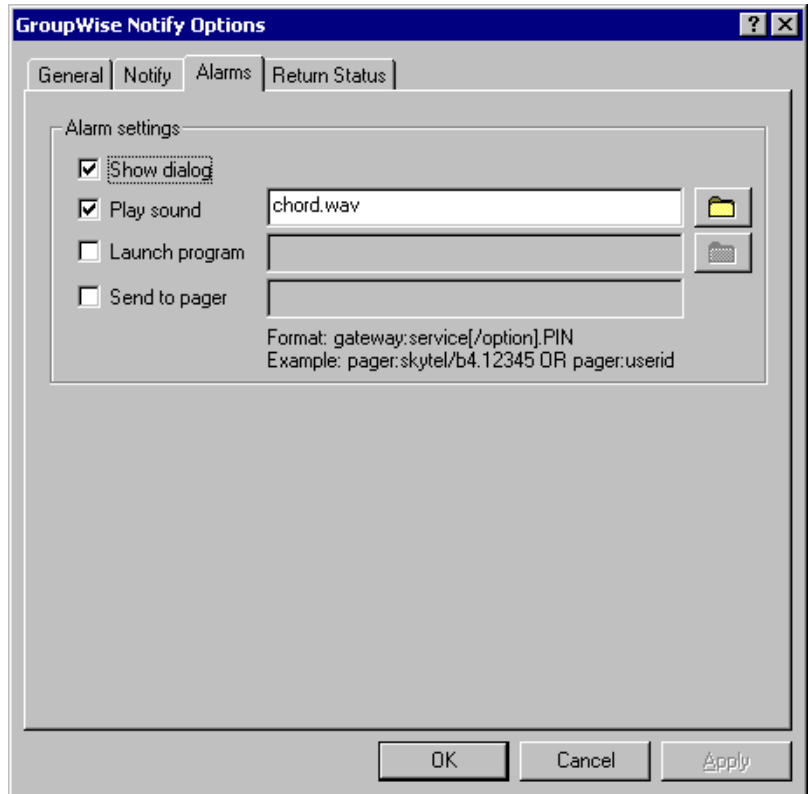 GroupWise Notify Options
General Notify Alarms Return Status
Alarm settings
Show dialog
Play sound chord.wav
Launch program
Send to pager
Format: gateway:service[/option].PIN
Example: pager:skytel/b4.12345 OR pager:userid
OK Cancel Apply